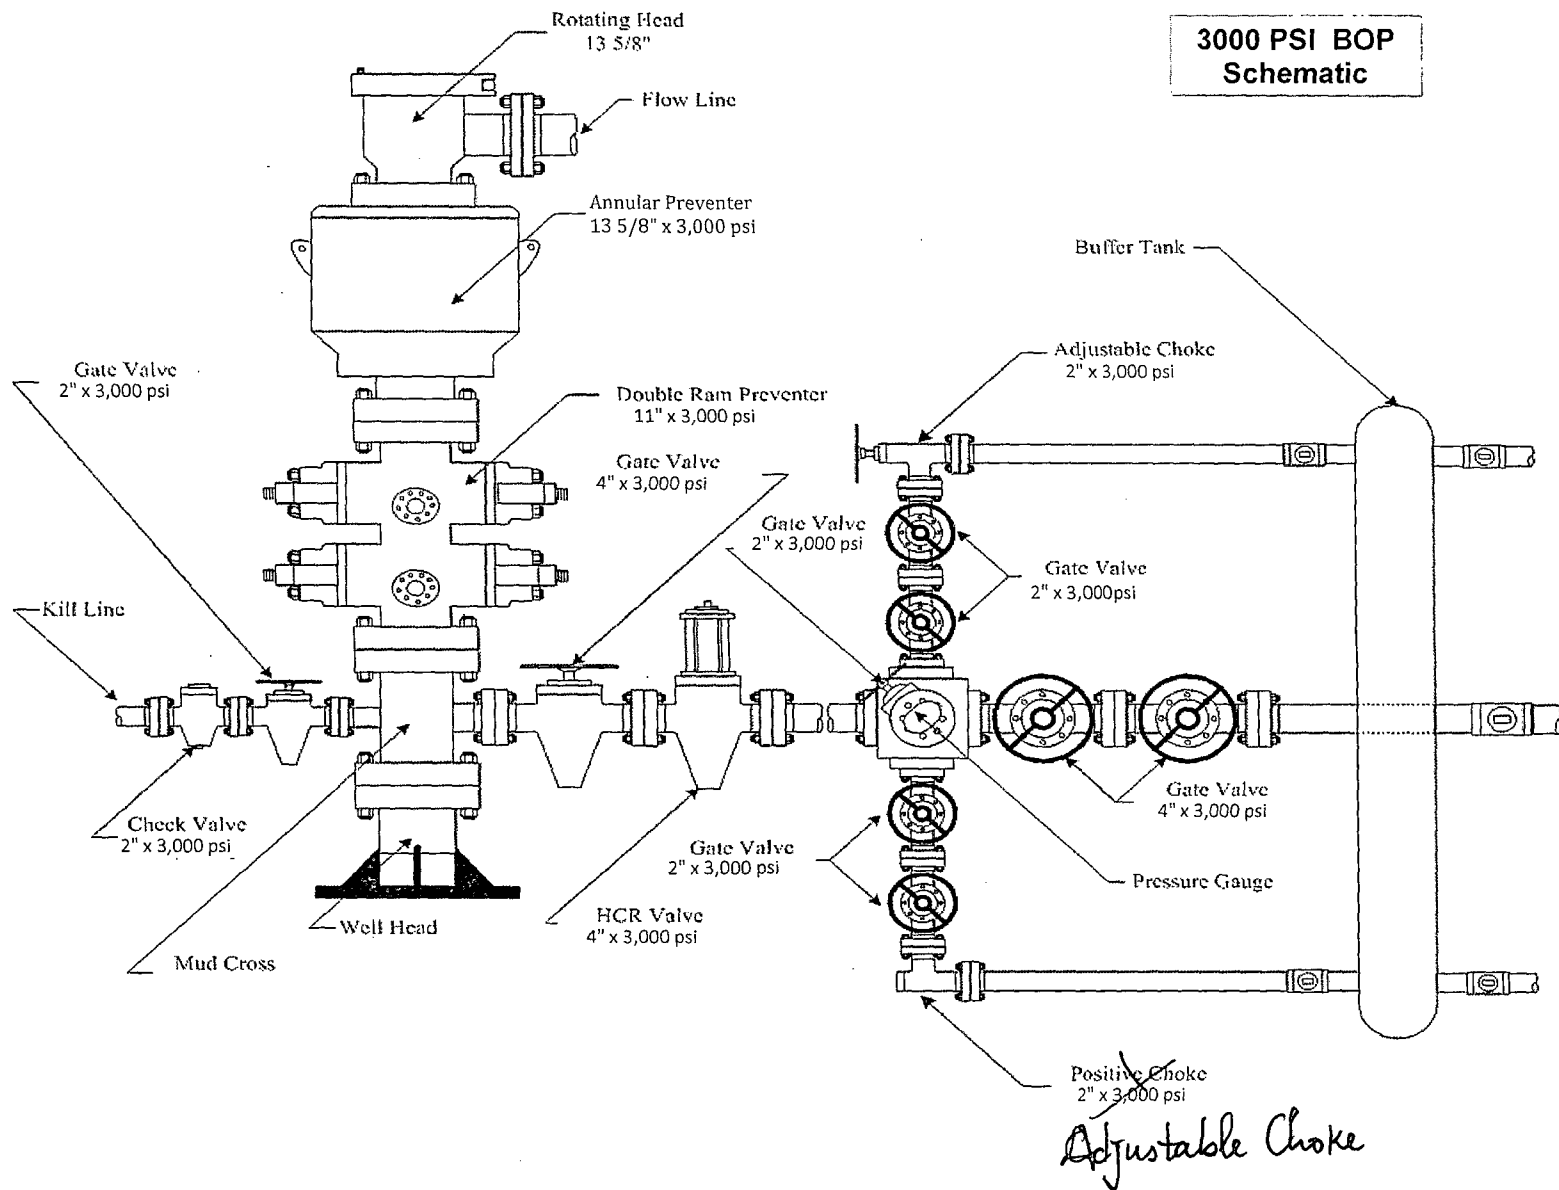 Rotating Head
13 5/8"
3000 PSI BOP
Schematic
Flow Line
Annular Preventer
13 5/8" x 3,000 psi
Buffer Tank
Gate Valve
2" x 3,000 psi
Adjustable Choke
2" x 3,000 psi
Double Ram Preventer
11" x 3,000 psi
Gate Valve
4" x 3,000 psi
Gate Valve
2" x 3,000 psi
Gate Valve
2" x 3,000psi
Kill Line
Gate Valve
4" x 3,000 psi
Check Valve
2" x 3,000 psi
Gate Valve
2" x 3,000 psi
Pressure Gauge
Well Head
HCR Valve
4" x 3,000 psi
Mud Cross
Positive Choke
2" x 3,000 psi
Adjustable Choke